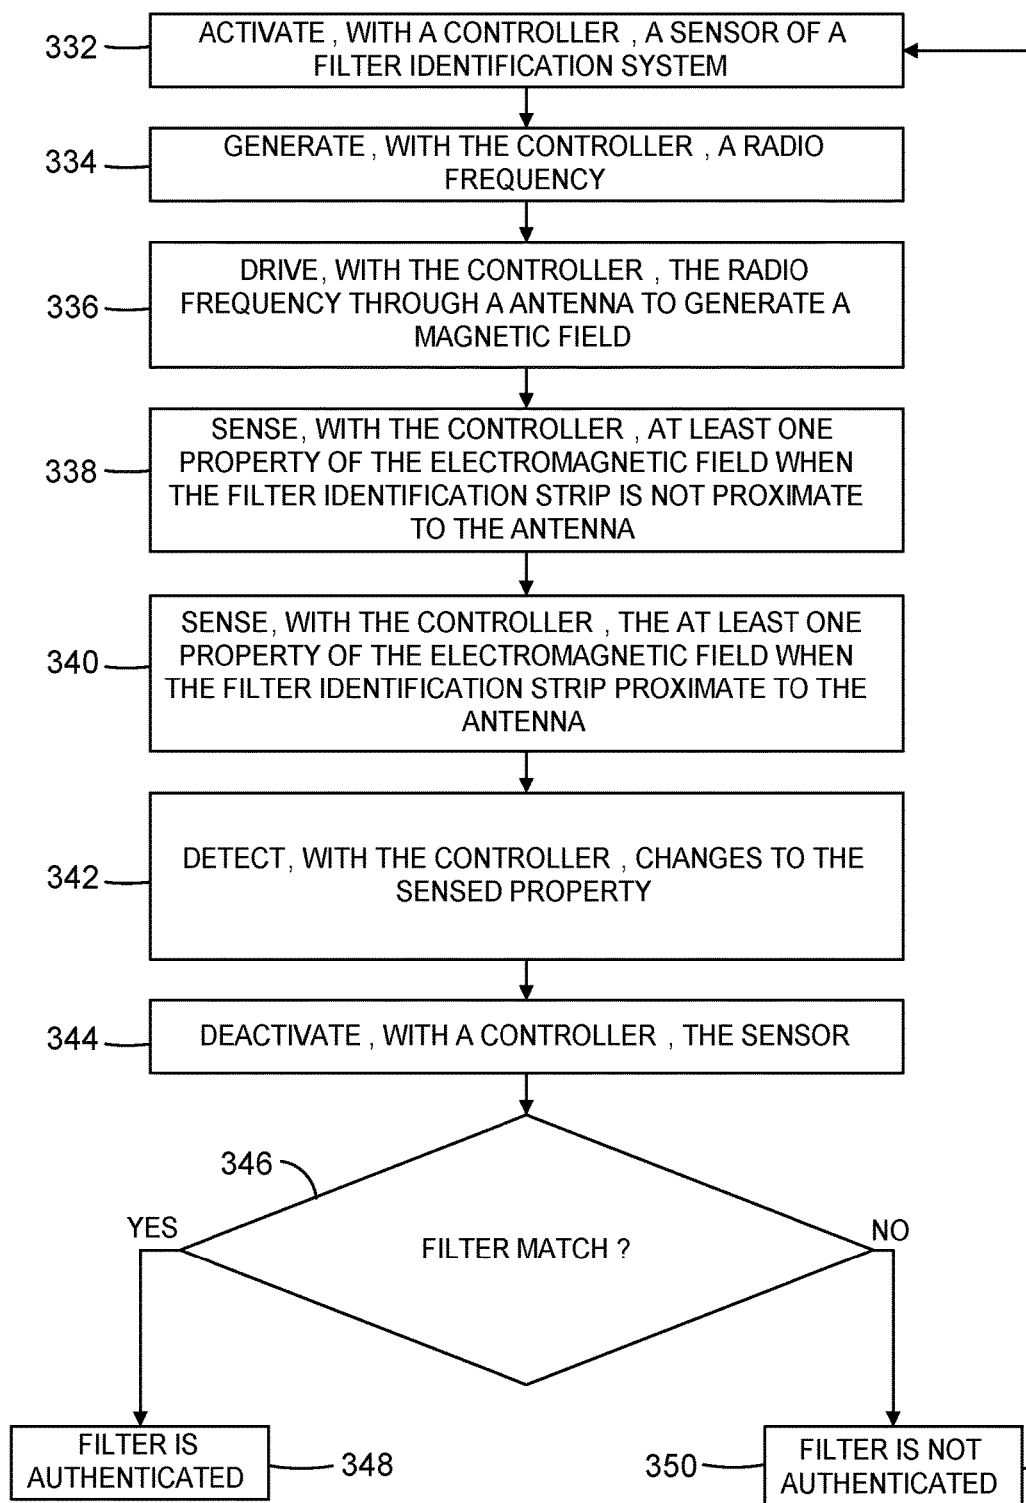 332
ACTIVATE , WITH A CONTROLLER , A SENSOR OF A
FILTER IDENTIFICATION SYSTEM
334
GENERATE , WITH THE CONTROLLER , A RADIO
FREQUENCY
336
DRIVE, WITH THE CONTROLLER , THE RADIO
FREQUENCY THROUGH A ANTENNA TO GENERATE A
MAGNETIC FIELD
338
SENSE, WITH THE CONTROLLER , AT LEAST ONE
PROPERTY OF THE ELECTROMAGNETIC FIELD WHEN
THE FILTER IDENTIFICATION STRIP IS NOT PROXIMATE
TO THE ANTENNA
340
SENSE, WITH THE CONTROLLER , THE AT LEAST ONE
PROPERTY OF THE ELECTROMAGNETIC FIELD WHEN
THE FILTER IDENTIFICATION STRIP PROXIMATE TO THE
ANTENNA
342
DETECT, WITH THE CONTROLLER , CHANGES TO THE
SENSED PROPERTY
344
DEACTIVATE , WITH A CONTROLLER , THE SENSOR
346
YES
FILTER MATCH ?
NO
FILTER IS
AUTHENTICATED
348
350
FILTER IS NOT
AUTHENTICATED